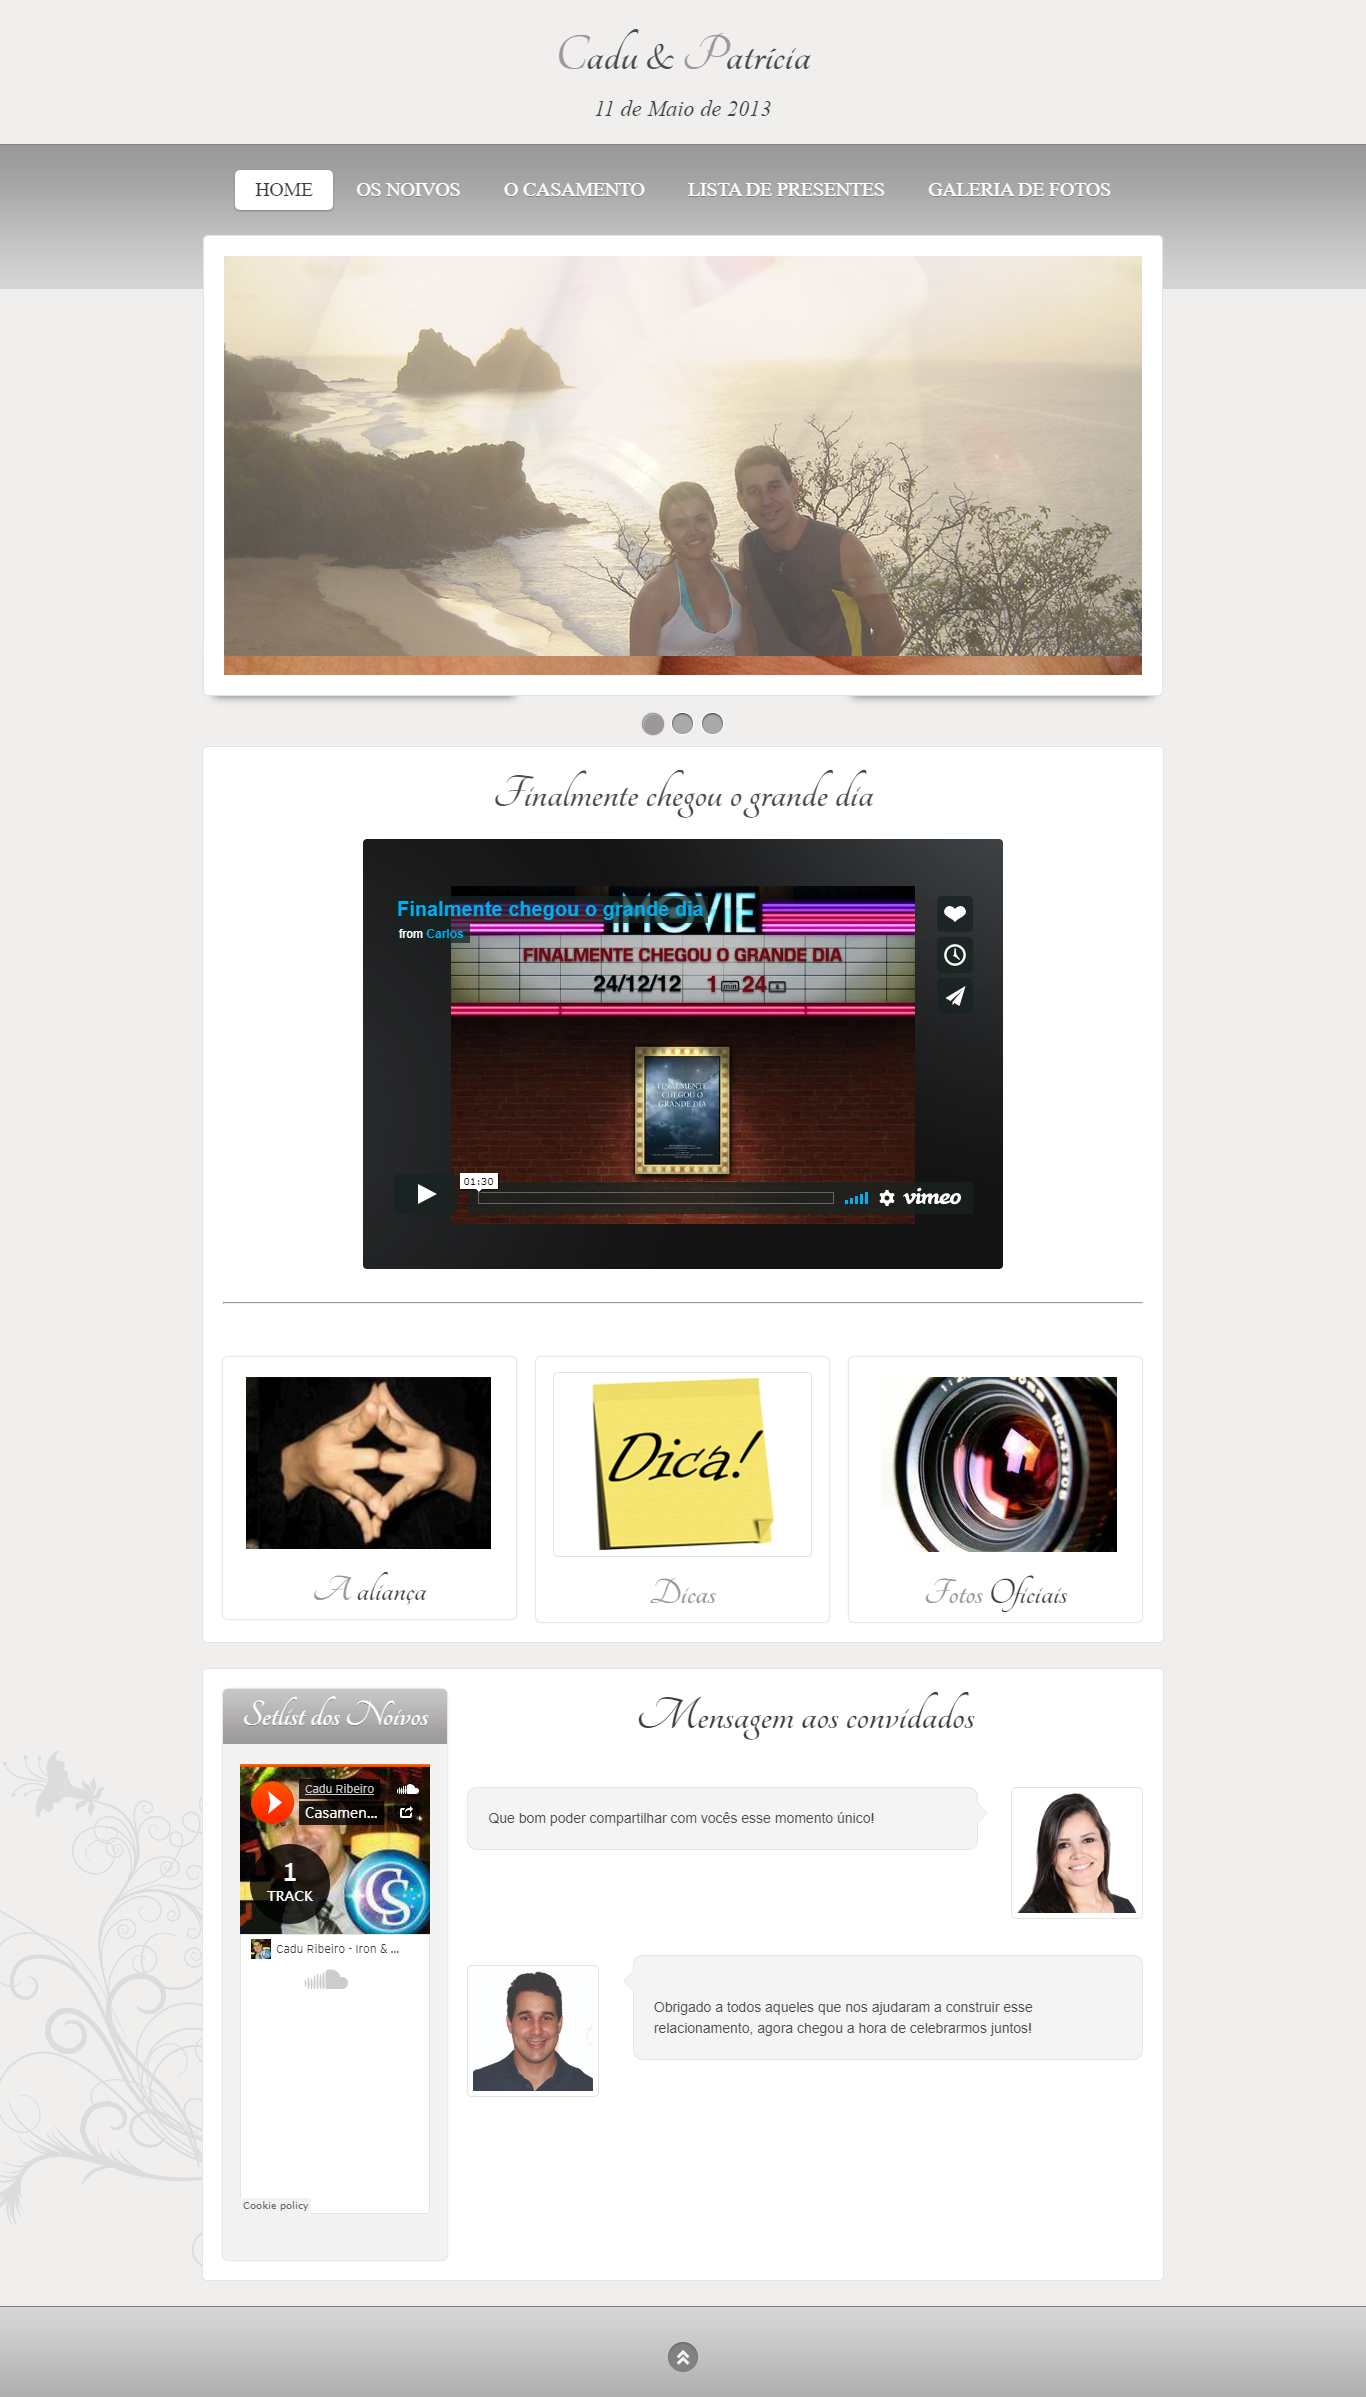 Cadu & Patrícia
11 de Maio de 2013
HOME
OS NOIVOS
O CASAMENTO
LISTA DE PRESENTES
GALERIA DE FOTOS
Finalmente chegou o grande dia
iMOVIE
Finalmente chegou o grande dia
from Carlos
FINALMENTE CHEGOU O GRANDE DIA
24/12/12 1 min 24 s
FINALMENTE
CHEGOU O
GRANDE DIA
01:30
vimeo
Dica!
A aliança
Dicas
Fotos Oficiais
Setlist dos Noivos
Cadu Ribeiro
Casamen...
1
TRACK
CS
Cadu Ribeiro - Iron & ...
Cookie policy
Mensagem aos convidados
Que bom poder compartilhar com vocês esse momento único!
Obrigado a todos aqueles que nos ajudaram a construir esse
relacionamento, agora chegou a hora de celebrarmos juntos!